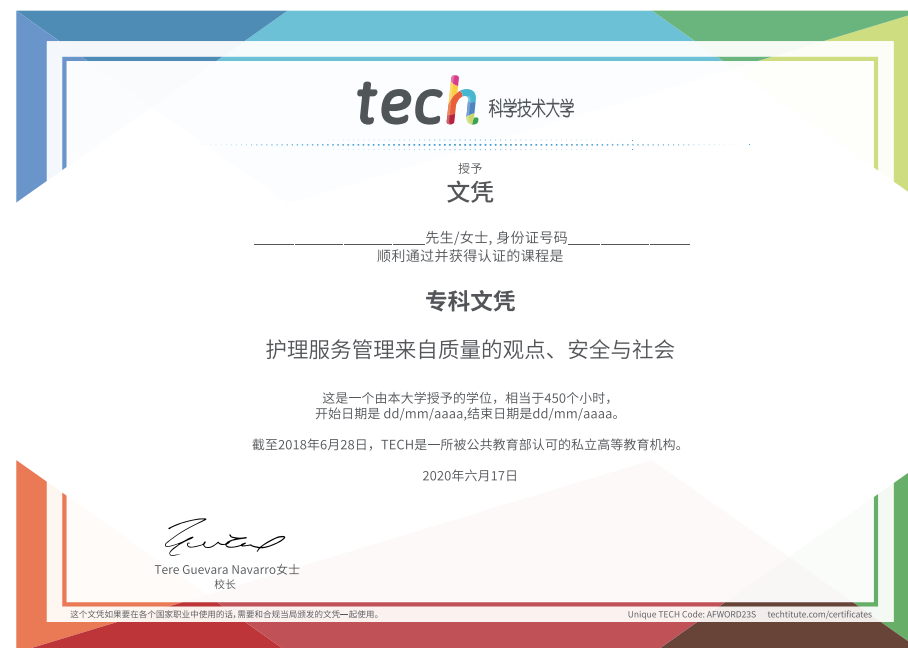 tech 科学技术大学
授予
文凭
先生/女士, 身份证号码
顺利通过并获得认证的课程是
专科文凭
护理服务管理来自质量的观点、安全与社会
这是一个由本大学授予的学位，相当于450个小时，
开始日期是 dd/mm/aaaa,结束日期是dd/mm/aaaa。
截至2018年6月28日，TECH是一所被公共教育部认可的私立高等教育机构。
2020年六月17日
Tere Guevara Navarro女士
校长
这个文凭如果要在各个国家职业中使用的话,需要和合规当局颁发的文凭一起使用。
Unique TECH Code: AFWORD23S techtitute.com/certificates